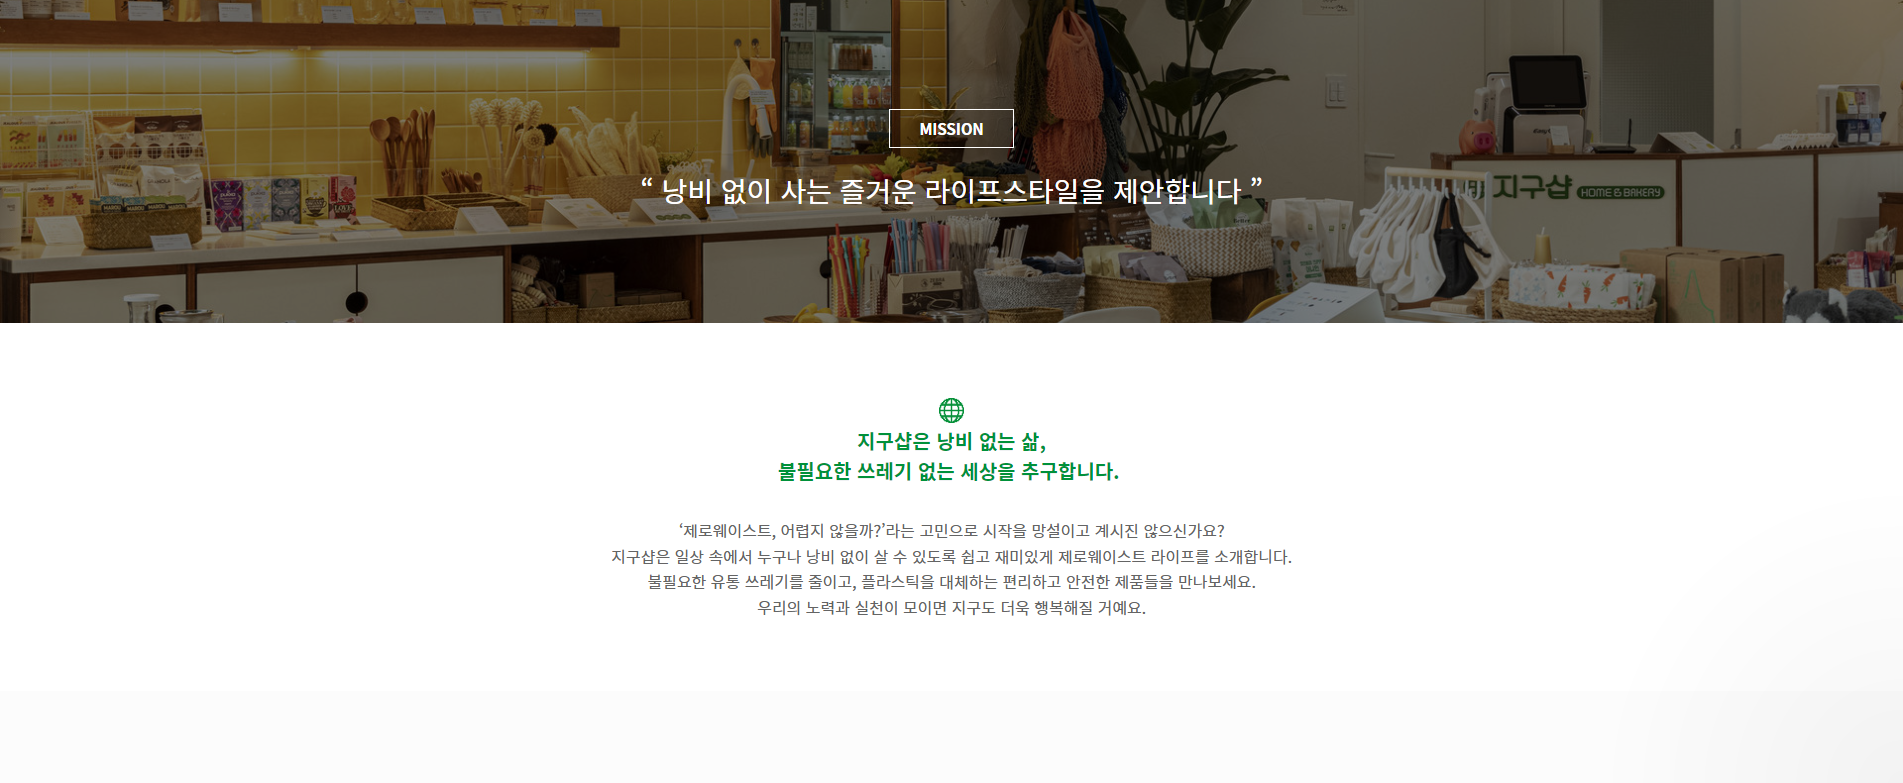 MISSION
“ 낭비 없이 사는 즐거운 라이프스타일을 제안합니다 ”
지구샵 HOME & BAKERY
지구샵은 낭비 없는 삶,
불필요한 쓰레기 없는 세상을 추구합니다.
‘제로웨이스트, 어렵지 않을까?’라는 고민으로 시작을 망설이고 계시진 않으신가요?
지구샵은 일상 속에서 누구나 낭비 없이 살 수 있도록 쉽고 재미있게 제로웨이스트 라이프를 소개합니다.
불필요한 유통 쓰레기를 줄이고, 플라스틱을 대체하는 편리하고 안전한 제품들을 만나보세요.
우리의 노력과 실천이 모이면 지구도 더욱 행복해질 거예요.